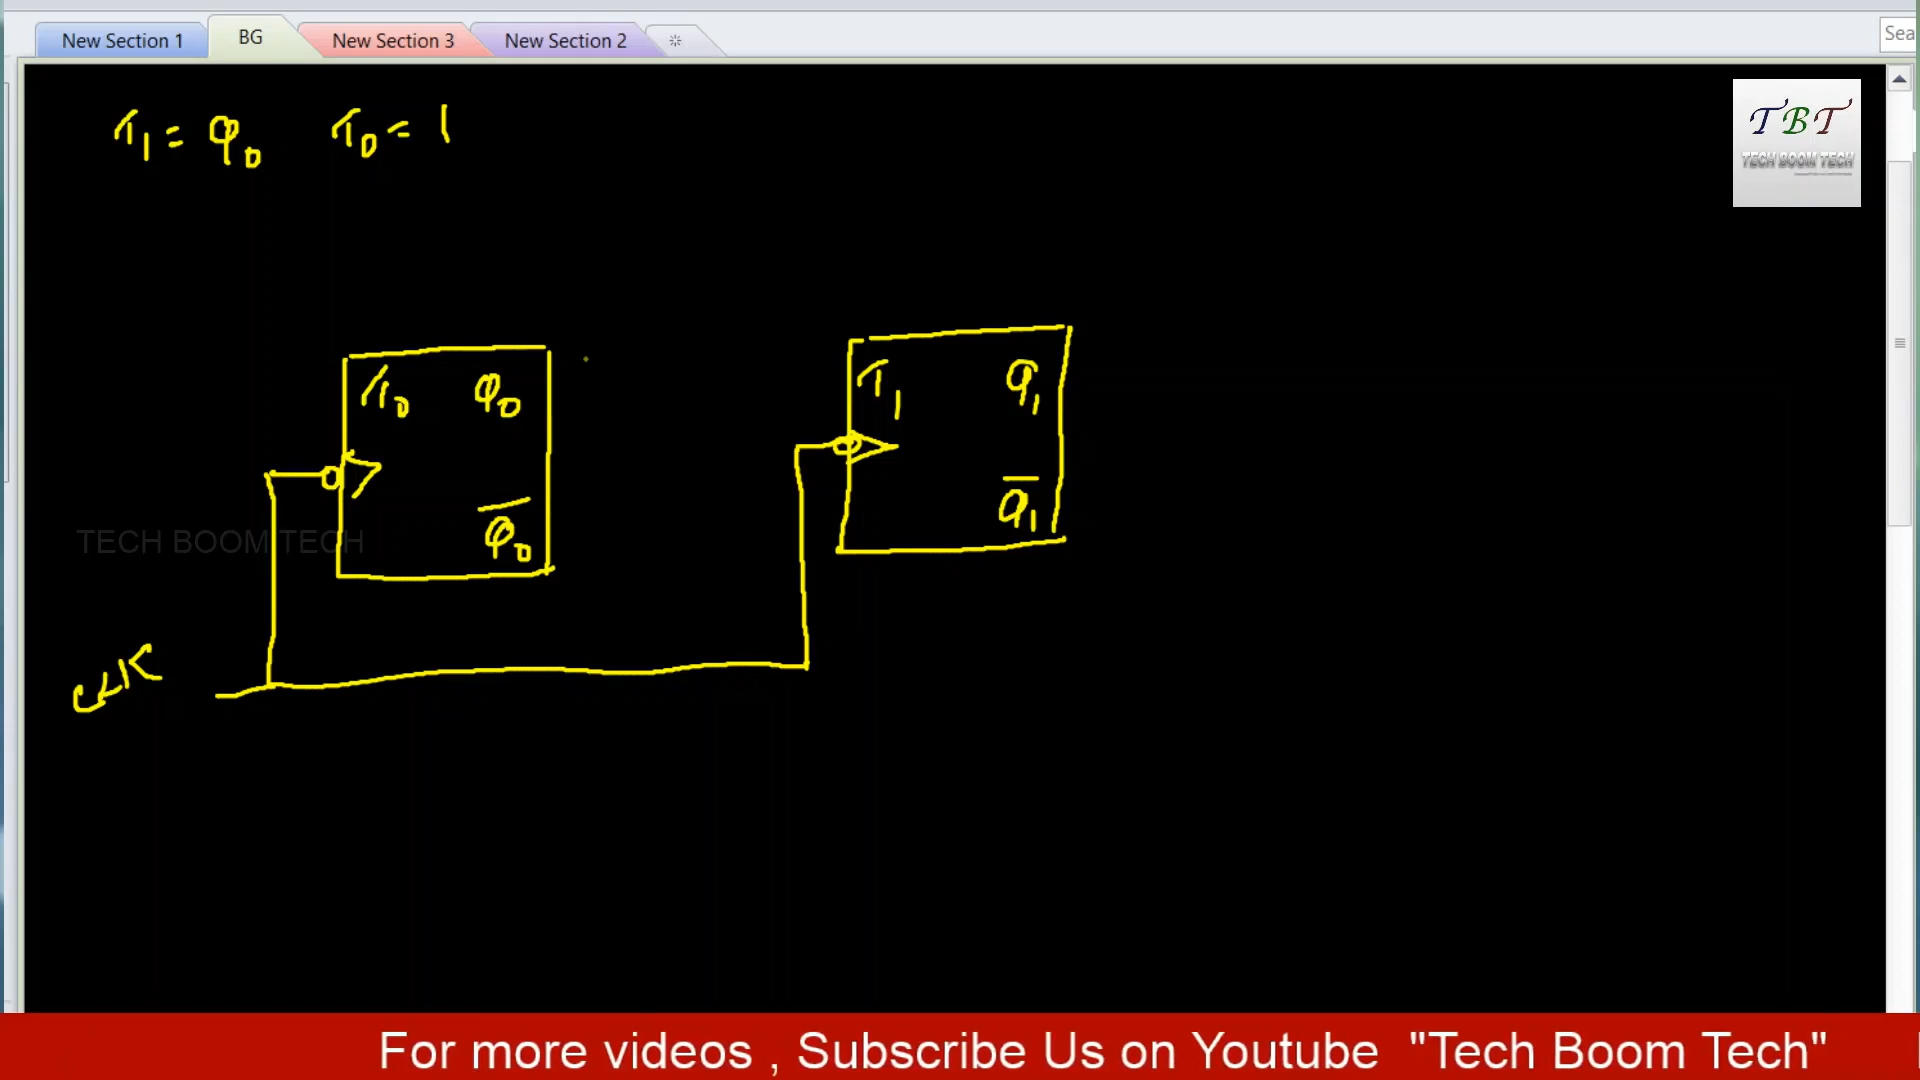 New Section 1
BG
New Section 3
New Section 2
Sea
TBT
TECH BOOM TECH
T1 = Q0 T0 = 1
T0 Q0
T1 Q1
Q̅0
Q̅1
TECH BOOM TECH
CLK
For more videos , Subscribe Us on Youtube "Tech Boom Tech"